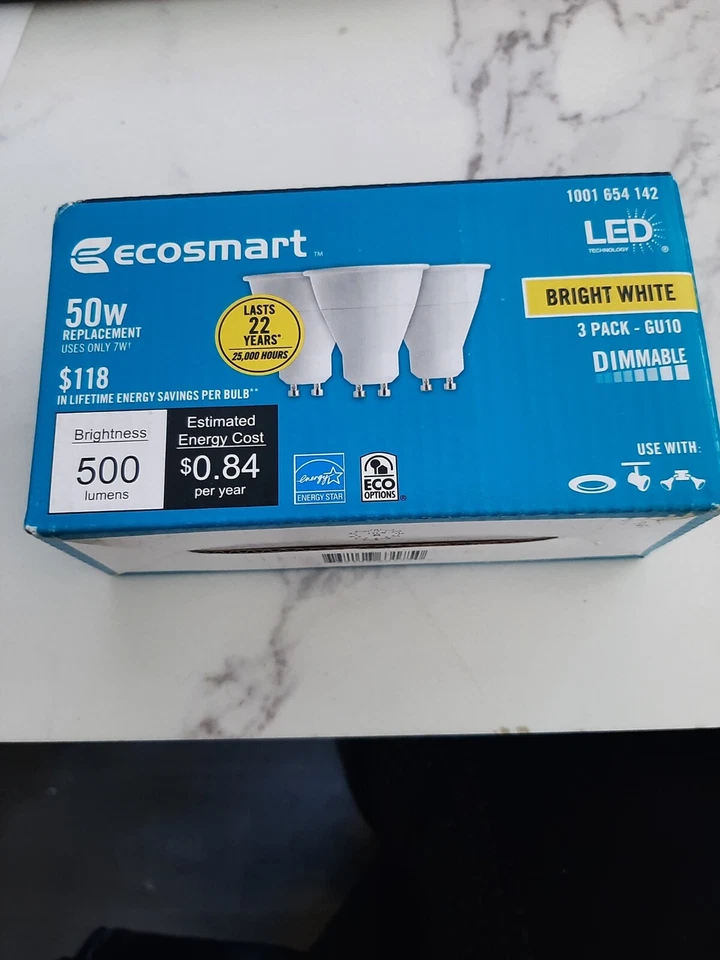 1001 654 142
ecosmart™
LED
TECHNOLOGY ®
50W
REPLACEMENT
USES ONLY 7W†
LASTS
22
YEARS*
25,000 HOURS
BRIGHT WHITE
3 PACK - GU10
DIMMABLE
$118
IN LIFETIME ENERGY SAVINGS PER BULB**
Brightness
500
lumens
Estimated
Energy Cost
$0.84
per year
energy
ENERGY STAR
ECO
OPTIONS®
USE WITH: